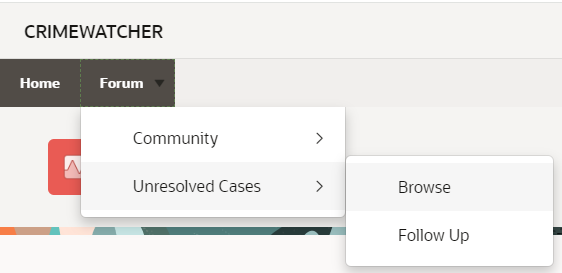 CRIMEWATCHER
Home Forum
Community
Unresolved Cases
Browse
Follow Up